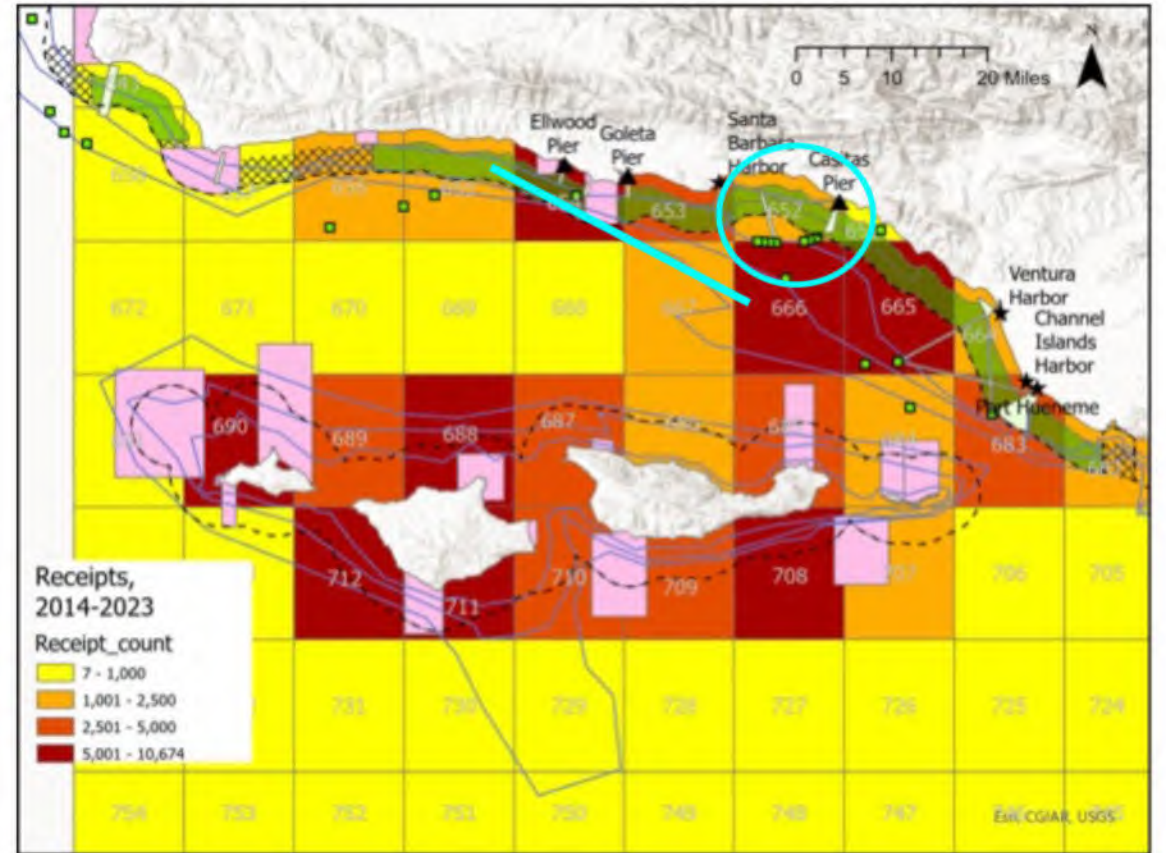 N
0 5 10 20 Miles
Ellwood
Pier
Goleta
Pier
Santa
Barbara
Harbor
Casitas
Pier
652
653
Ventura
Harbor
Channel
Islands
Harbor
Port Hueneme
672 673 670 669 668 666 665
664
690 689 688 687 683
712 711 710 709 708 707 706 705
731 730 729 728 727 726 725 724
754 753 752 751 750 749 748 747
Receipts,
2014-2023
Receipt_count
7 - 1,000
1,001 - 2,500
2,501 - 5,000
5,001 - 10,674
Esri, CGIAR, USGS